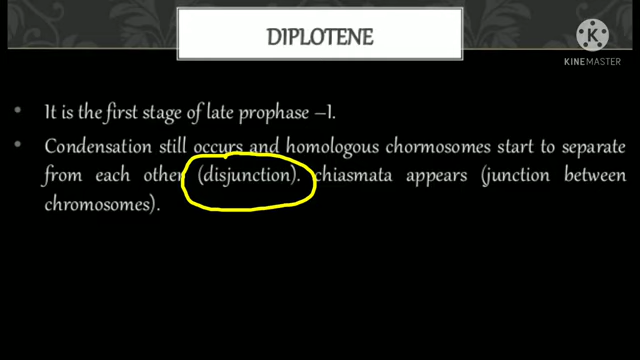 DIPLOTENE
K
KINEMASTER
• It is the first stage of late prophase –I.
• Condensation still occurs and homologous chormosomes start to separate
from each other (disjunction). chiasmata appears (junction between
chromosomes).